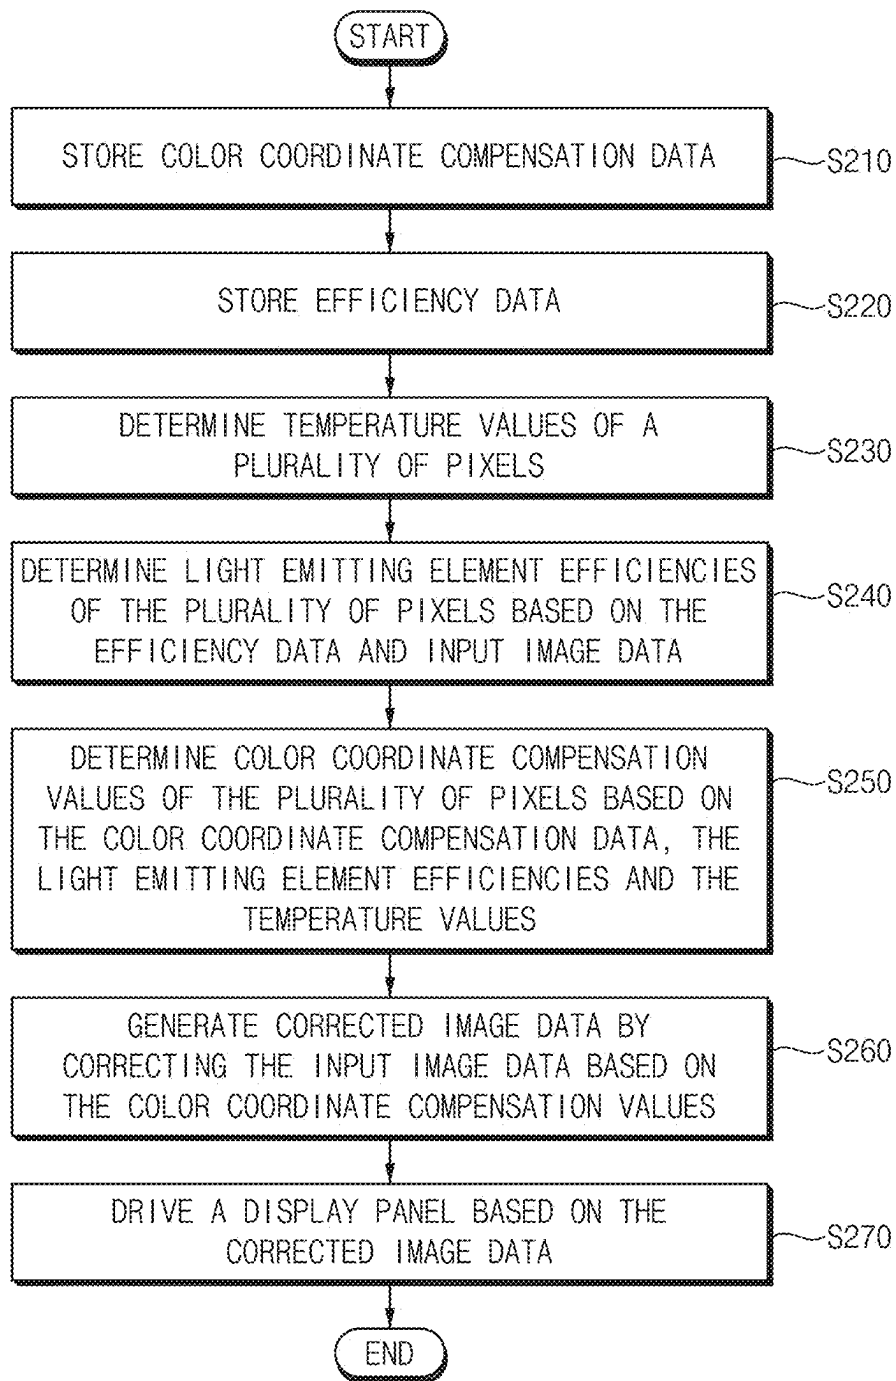 START
STORE COLOR COORDINATE COMPENSATION DATA
S210
STORE EFFICIENCY DATA
S220
DETERMINE TEMPERATURE VALUES OF A
PLURALITY OF PIXELS
S230
DETERMINE LIGHT EMITTING ELEMENT EFFICIENCIES
OF THE PLURALITY OF PIXELS BASED ON THE
EFFICIENCY DATA AND INPUT IMAGE DATA
S240
DETERMINE COLOR COORDINATE COMPENSATION
VALUES OF THE PLURALITY OF PIXELS BASED ON
THE COLOR COORDINATE COMPENSATION DATA, THE
LIGHT EMITTING ELEMENT EFFICIENCIES AND THE
TEMPERATURE VALUES
S250
GENERATE CORRECTED IMAGE DATA BY
CORRECTING THE INPUT IMAGE DATA BASED ON
THE COLOR COORDINATE COMPENSATION VALUES
S260
DRIVE A DISPLAY PANEL BASED ON THE
CORRECTED IMAGE DATA
S270
END